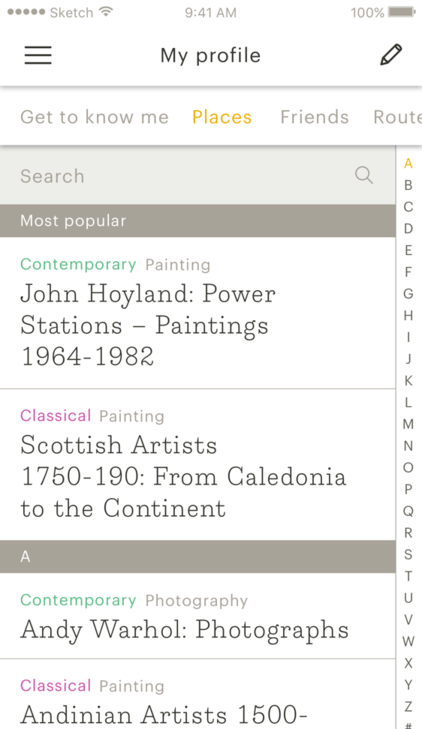 Sketch 9:41 AM 100%
My profile
Get to know me Places Friends Route
Search
Most popular
Contemporary Painting
John Hoyland: Power
Stations – Paintings
1964-1982
Classical Painting
Scottish Artists
1750-190: From Caledonia
to the Continent
A
Contemporary Photography
Andy Warhol: Photographs
Classical Painting
Andinian Artists 1500-
A
B
C
D
E
F
G
H
I
J
K
L
M
N
O
P
Q
R
S
T
U
V
W
X
Y
Z
#